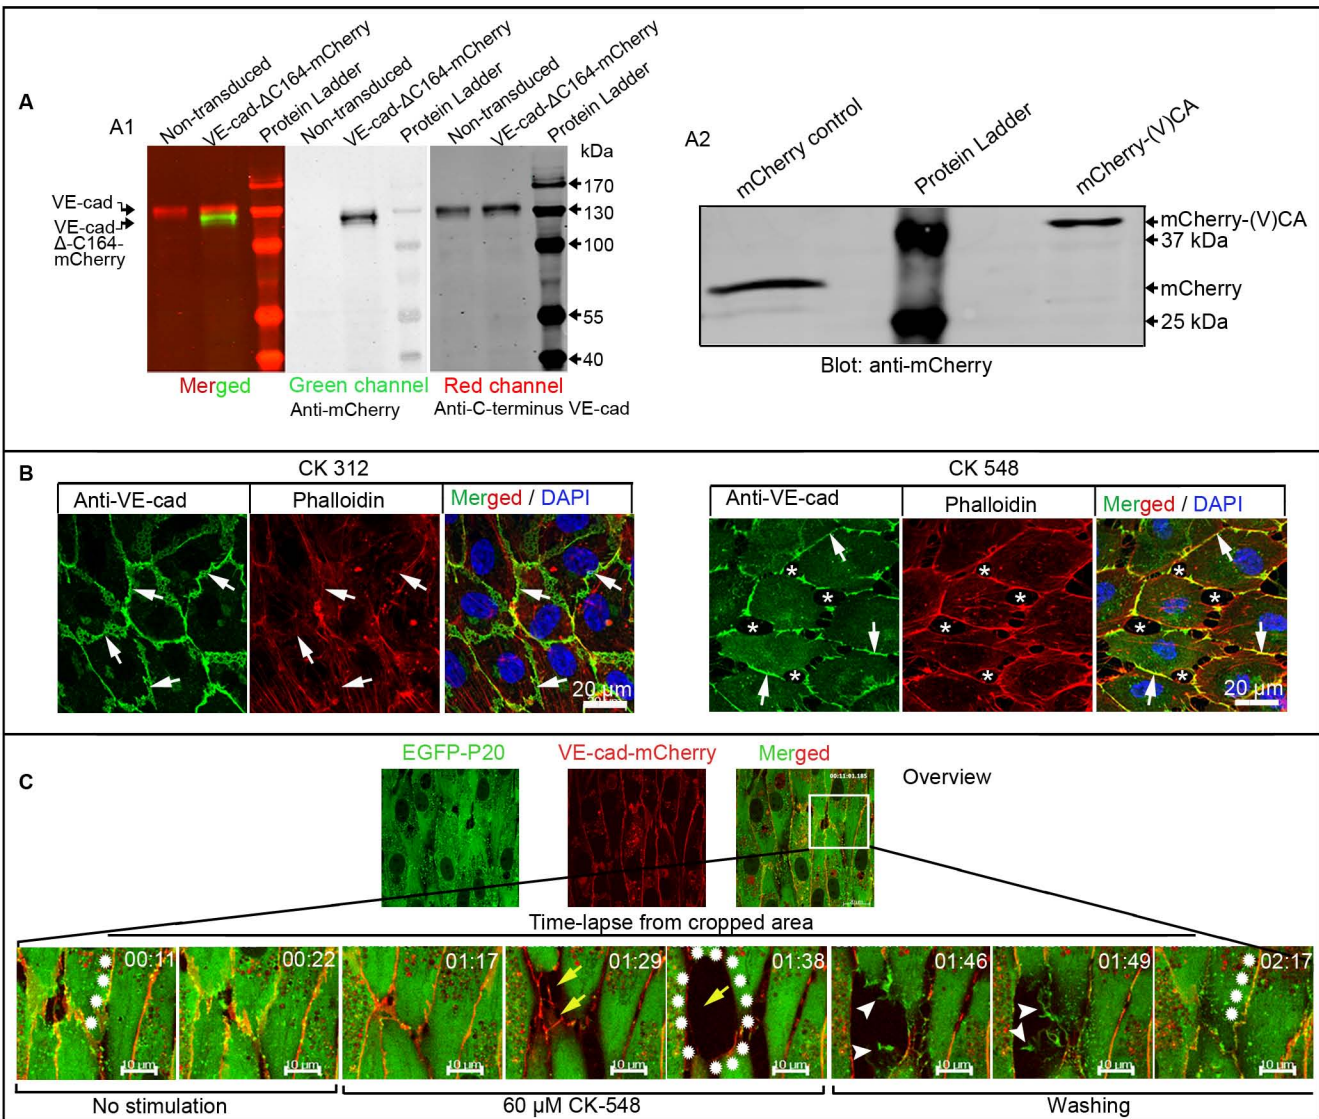 A
A1
Non-transduced
VE-cad-ΔC164-mCherry
Protein Ladder
Non-transduced
VE-cad-ΔC164-mCherry
Protein Ladder
Non-transduced
VE-cad-ΔC164-mCherry
Protein Ladder
kDa
170
130
100
55
40
VE-cad
VE-cad-
Δ-C164-
mCherry
Merged
Green channel
Red channel
Anti-mCherry
Anti-C-terminus VE-cad
A2
mCherry control
Protein Ladder
mCherry-(V)CA
mCherry-(V)CA
37 kDa
mCherry
25 kDa
Blot: anti-mCherry
B
CK 312
Anti-VE-cad
Phalloidin
Merged / DAPI
20 µm
CK 548
Anti-VE-cad
Phalloidin
Merged / DAPI
* * * *
* * * *
* * * *
20 µm
C
EGFP-P20
VE-cad-mCherry
Merged
Overview
00:11:01.185
Time-lapse from cropped area
00:11
00:22
01:17
01:29
01:38
01:46
01:49
02:17
10 µm
10 µm
10 µm
10 µm
10 µm
10 µm
10 µm
10 µm
No stimulation
60 µM CK-548
Washing